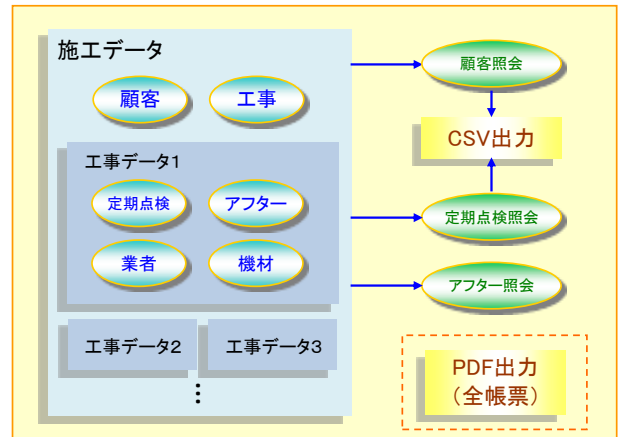 施工データ
顧客
工事
工事データ1
定期点検
アフター
業者
機材
工事データ2
工事データ3
⋮
顧客照会
CSV出力
定期点検照会
アフター照会
PDF出力
（全帳票）